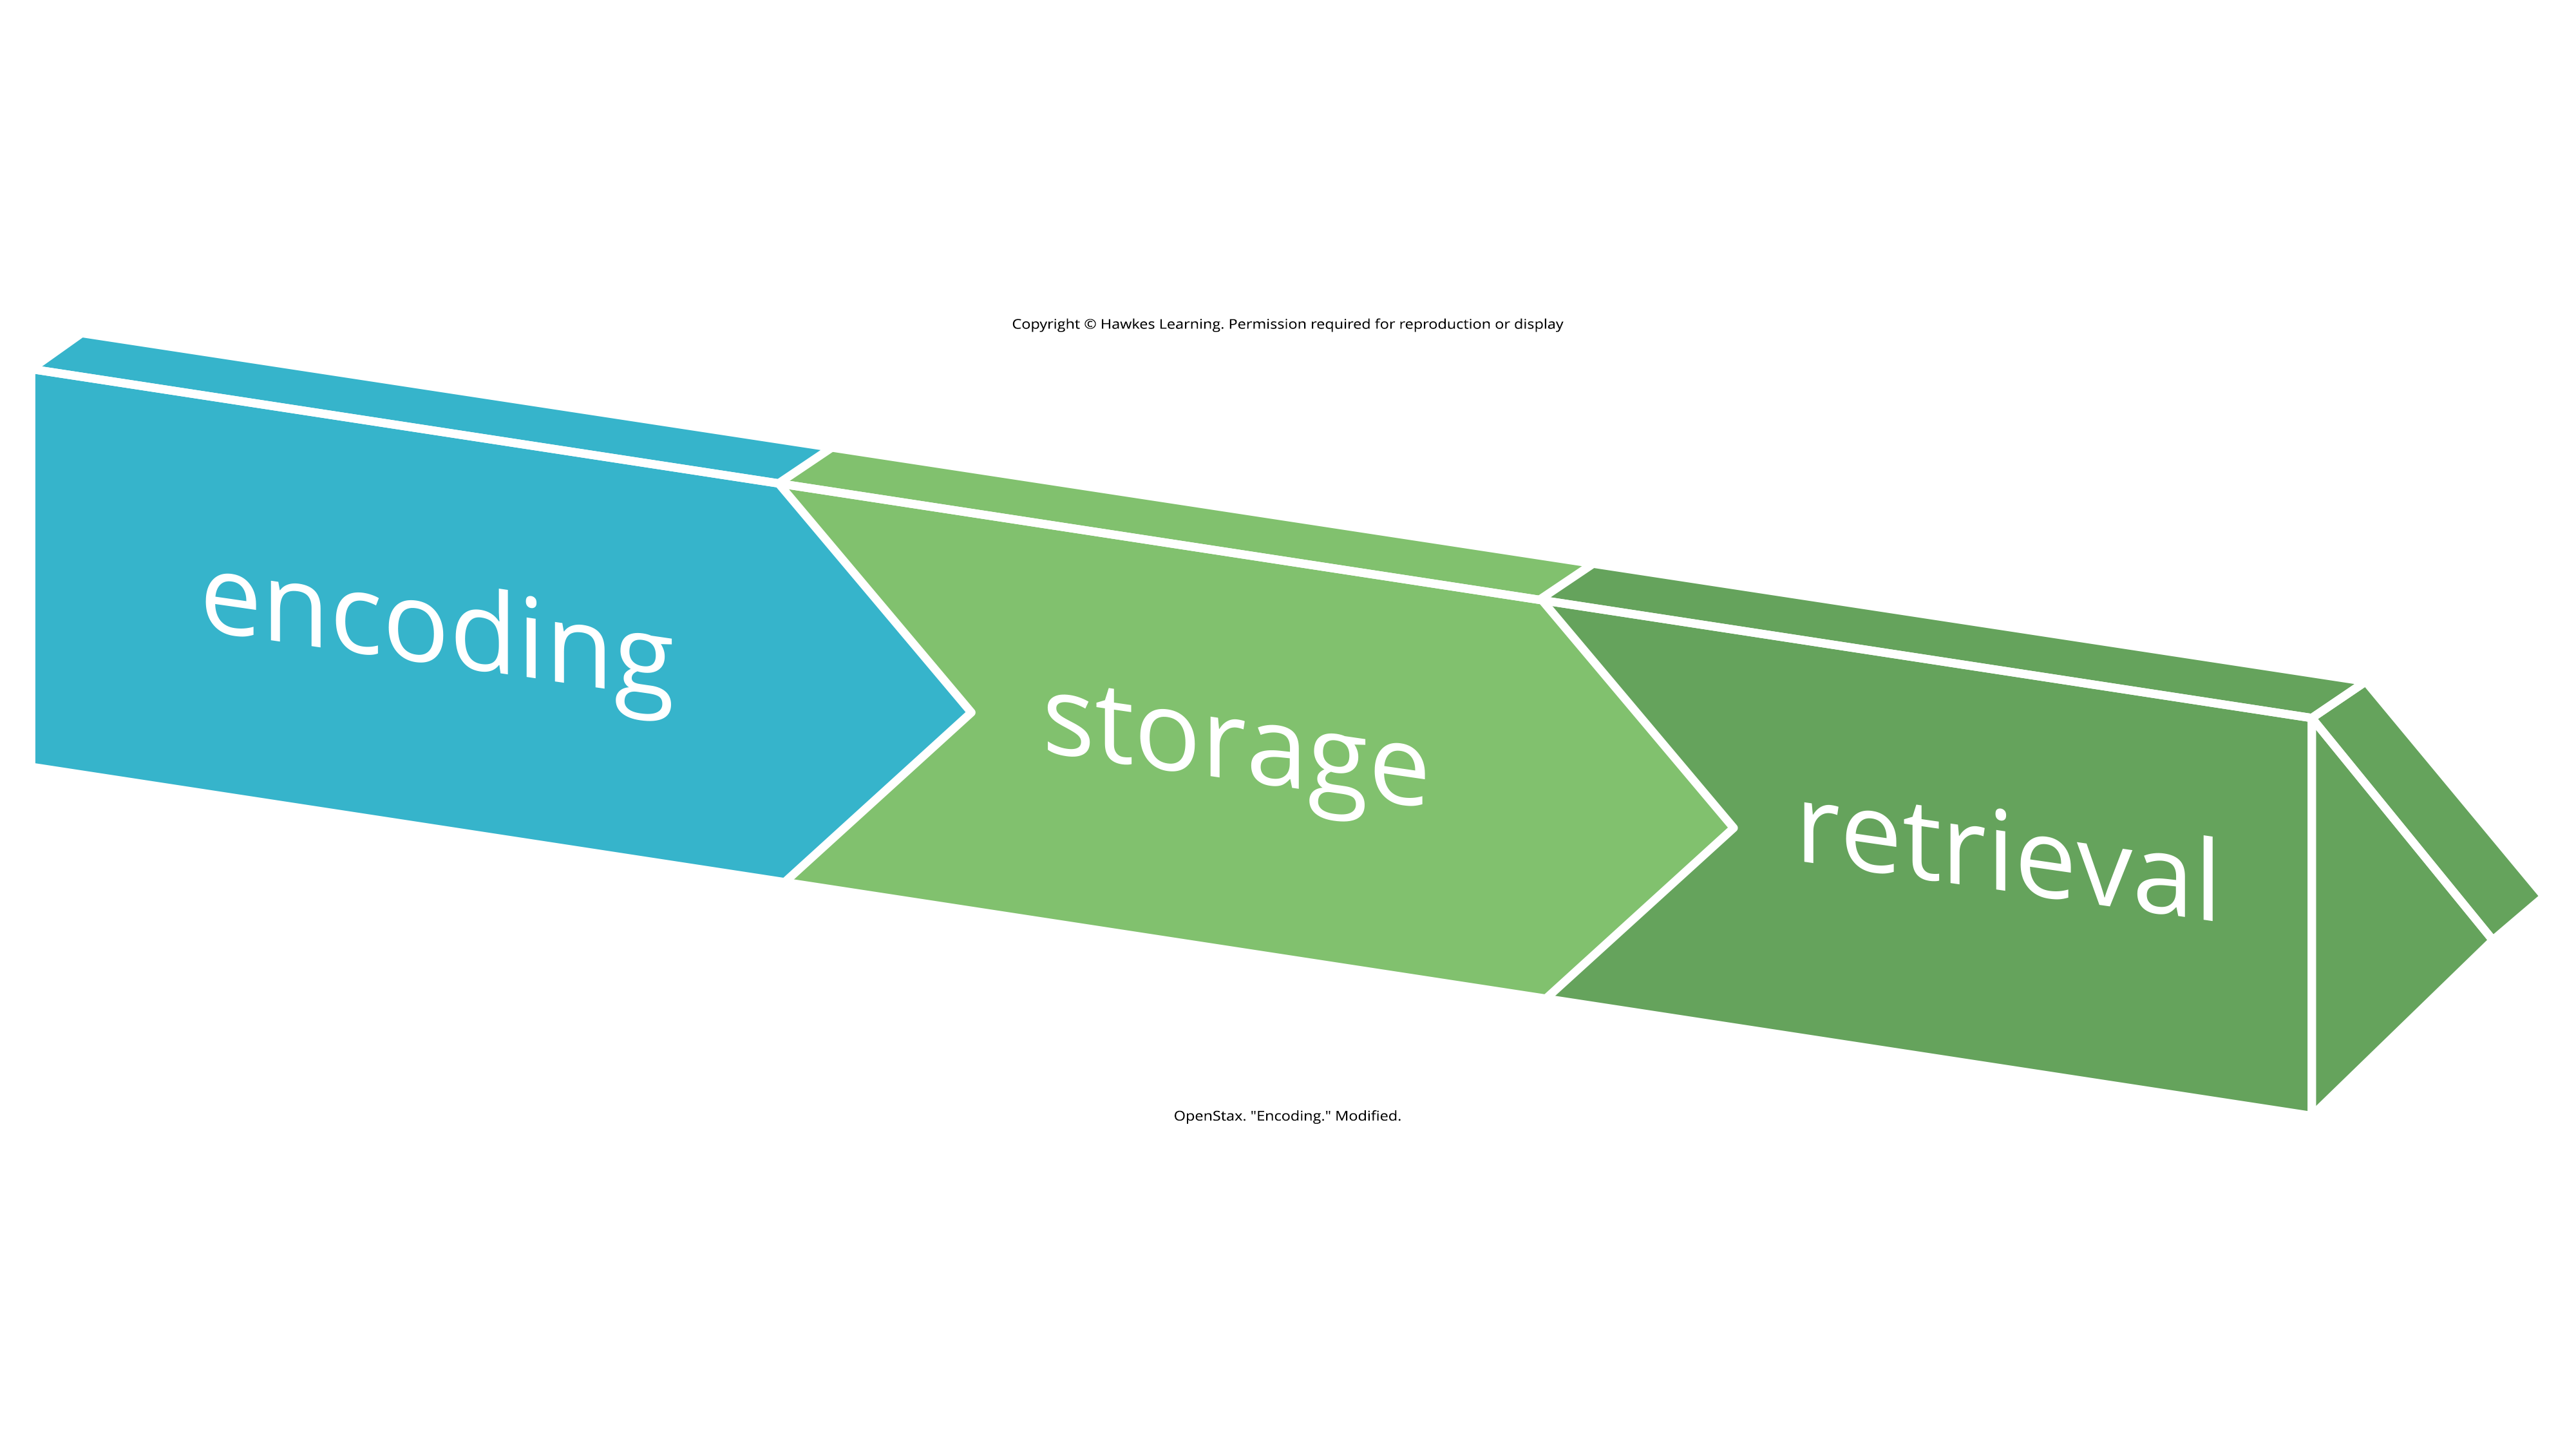 Copyright © Hawkes Learning. Permission required for reproduction or display
encoding
storage
retrieval
OpenStax. "Encoding." Modified.